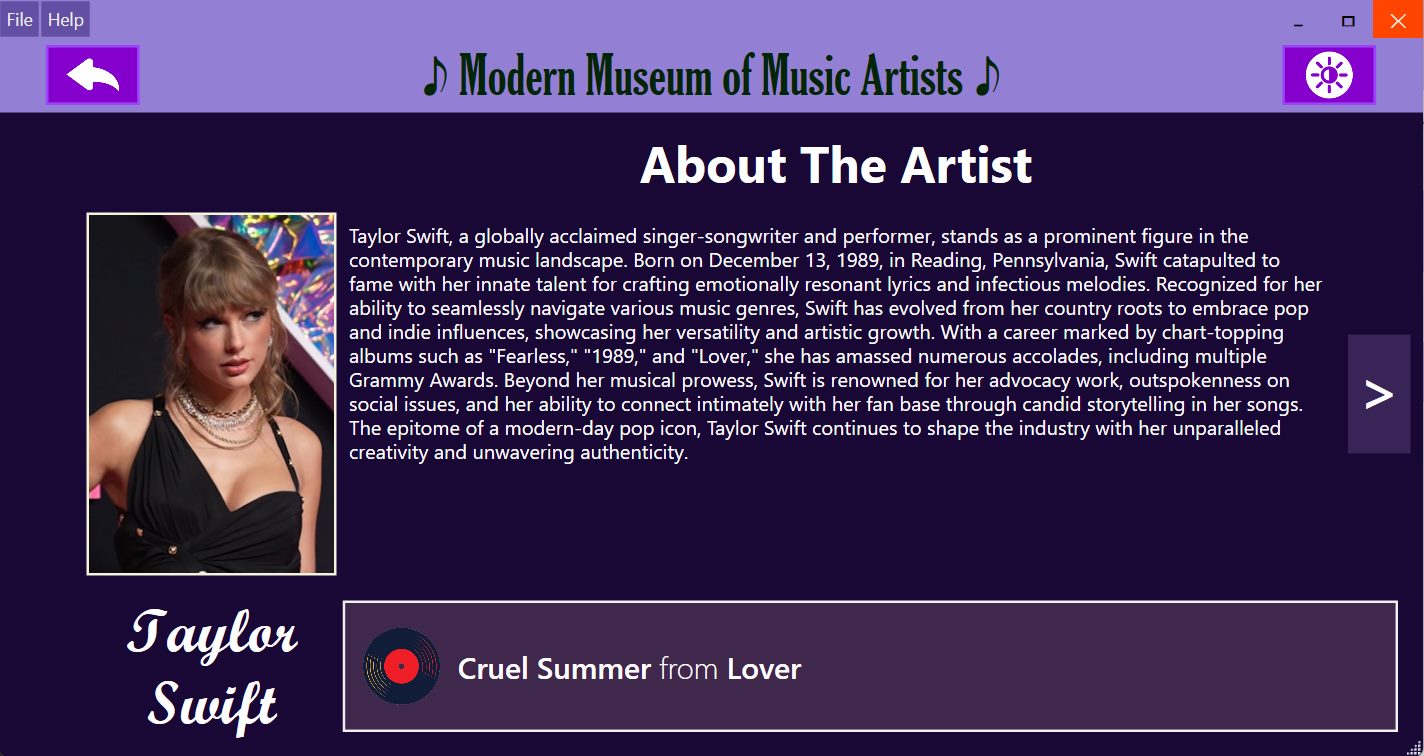 File Help
♪ Modern Museum of Music Artists ♪
About The Artist
Taylor Swift, a globally acclaimed singer-songwriter and performer, stands as a prominent figure in the
contemporary music landscape. Born on December 13, 1989, in Reading, Pennsylvania, Swift catapulted to
fame with her innate talent for crafting emotionally resonant lyrics and infectious melodies. Recognized for her
ability to seamlessly navigate various music genres, Swift has evolved from her country roots to embrace pop
and indie influences, showcasing her versatility and artistic growth. With a career marked by chart-topping
albums such as "Fearless," "1989," and "Lover," she has amassed numerous accolades, including multiple
Grammy Awards. Beyond her musical prowess, Swift is renowned for her advocacy work, outspokenness on
social issues, and her ability to connect intimately with her fan base through candid storytelling in her songs.
The epitome of a modern-day pop icon, Taylor Swift continues to shape the industry with her unparalleled
creativity and unwavering authenticity.
>
Taylor
Swift
Cruel Summer from Lover